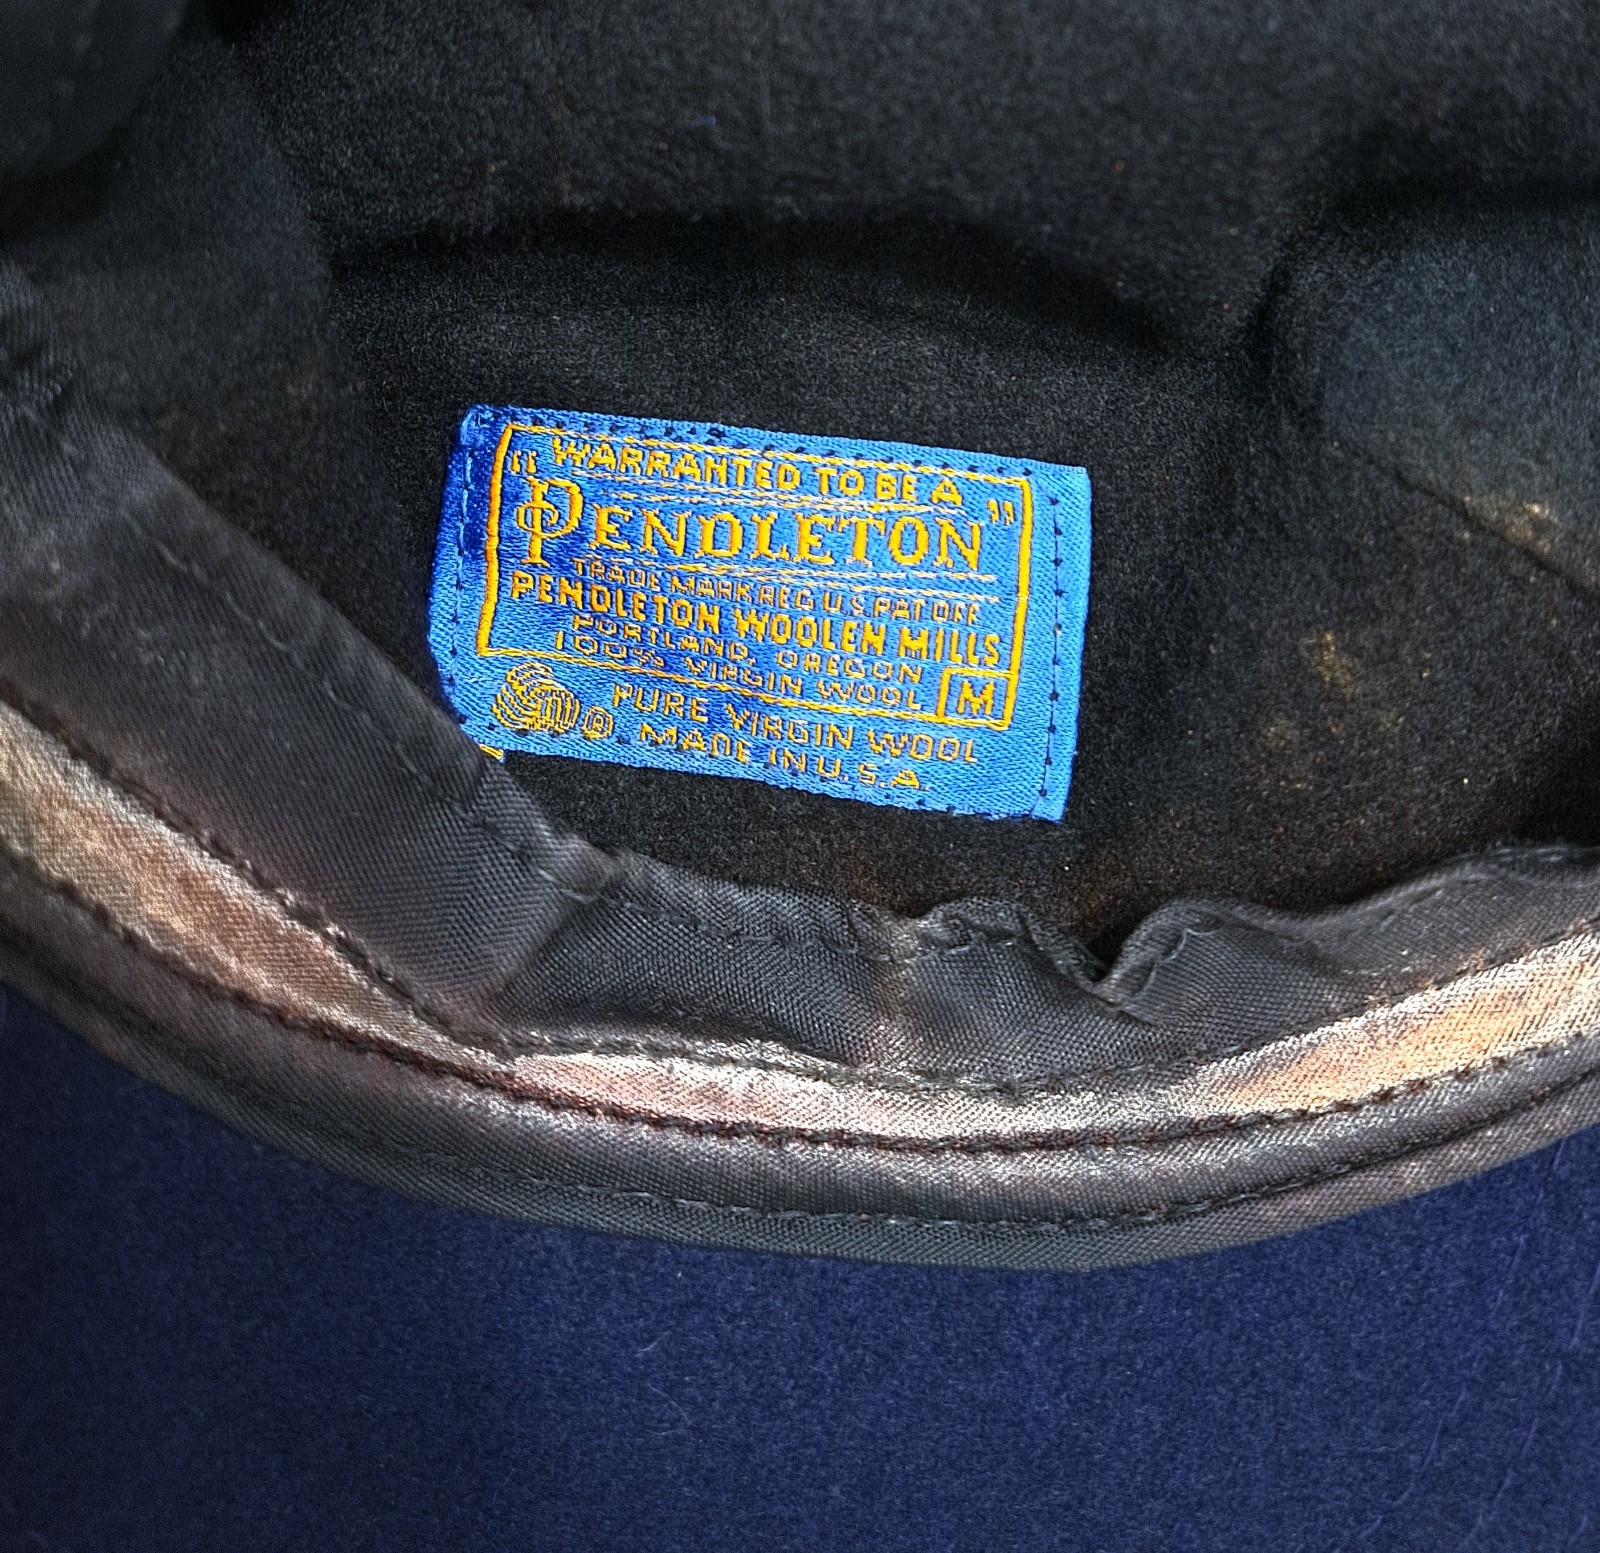 "WARRANTED TO BE A
PENDLETON"
TRADE MARK REG U.S. PAT OFF
PENDLETON WOOLEN MILLS
PORTLAND, OREGON
100% VIRGIN WOOL M
PURE VIRGIN WOOL
® MADE IN U.S.A.